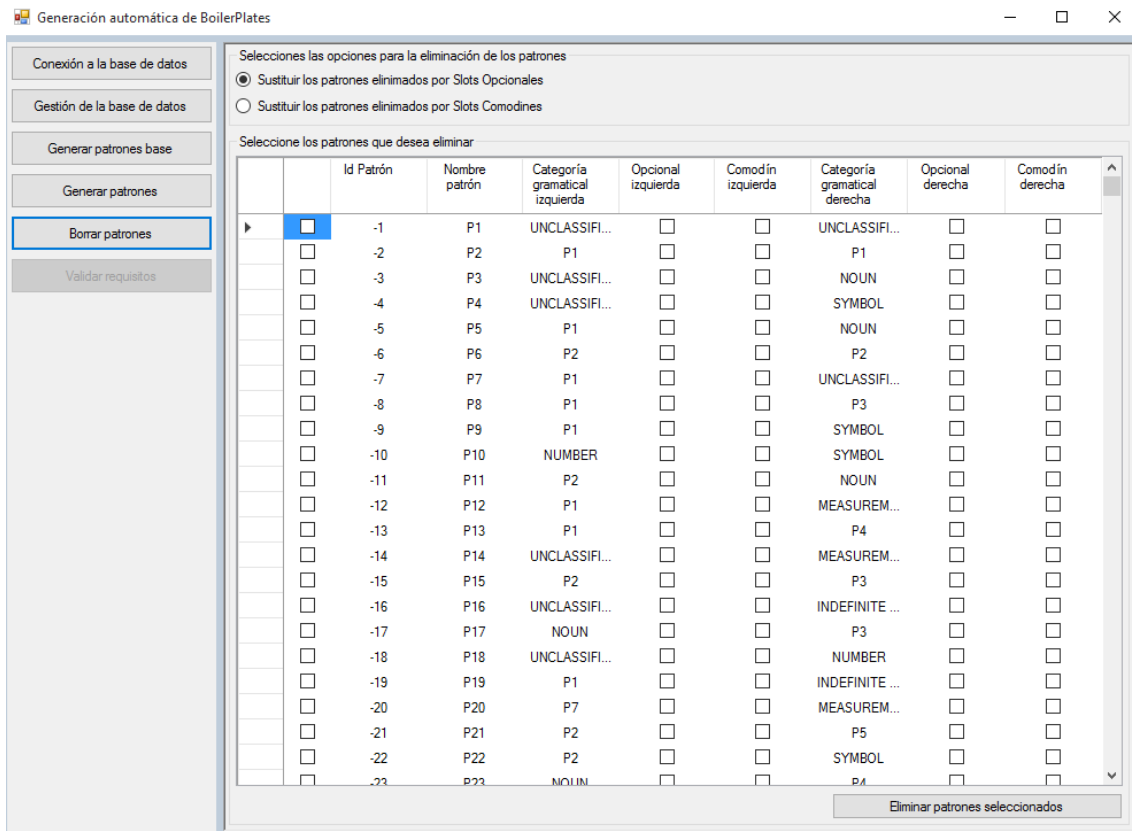 Generación automática de BoilerPlates
Conexión a la base de datos
Gestión de la base de datos
Generar patrones base
Generar patrones
Borrar patrones
Validar requisitos
Selecciones las opciones para la eliminación de los patrones
Sustituir los patrones elinimados por Slots Opcionales
Sustituir los patrones elinimados por Slots Comodines
Seleccione los patrones que desea eliminar
Id Patrón Nombre patrón Categoría gramatical izquierda Opcional izquierda Comodín izquierda Categoría gramatical derecha Opcional derecha Comodín derecha
-1 P1 UNCLASSIFI... UNCLASSIFI...
-2 P2 P1 P1
-3 P3 UNCLASSIFI... NOUN
-4 P4 UNCLASSIFI... SYMBOL
-5 P5 P1 NOUN
-6 P6 P2 P2
-7 P7 P1 UNCLASSIFI...
-8 P8 P1 P3
-9 P9 P1 SYMBOL
-10 P10 NUMBER SYMBOL
-11 P11 P2 NOUN
-12 P12 P1 MEASUREM...
-13 P13 P1 P4
-14 P14 UNCLASSIFI... MEASUREM...
-15 P15 P2 P3
-16 P16 UNCLASSIFI... INDEFINITE ...
-17 P17 NOUN P3
-18 P18 UNCLASSIFI... NUMBER
-19 P19 P1 INDEFINITE ...
-20 P20 P7 MEASUREM...
-21 P21 P2 P5
-22 P22 P2 SYMBOL
-23 P23 NOUN P4
Eliminar patrones seleccionados